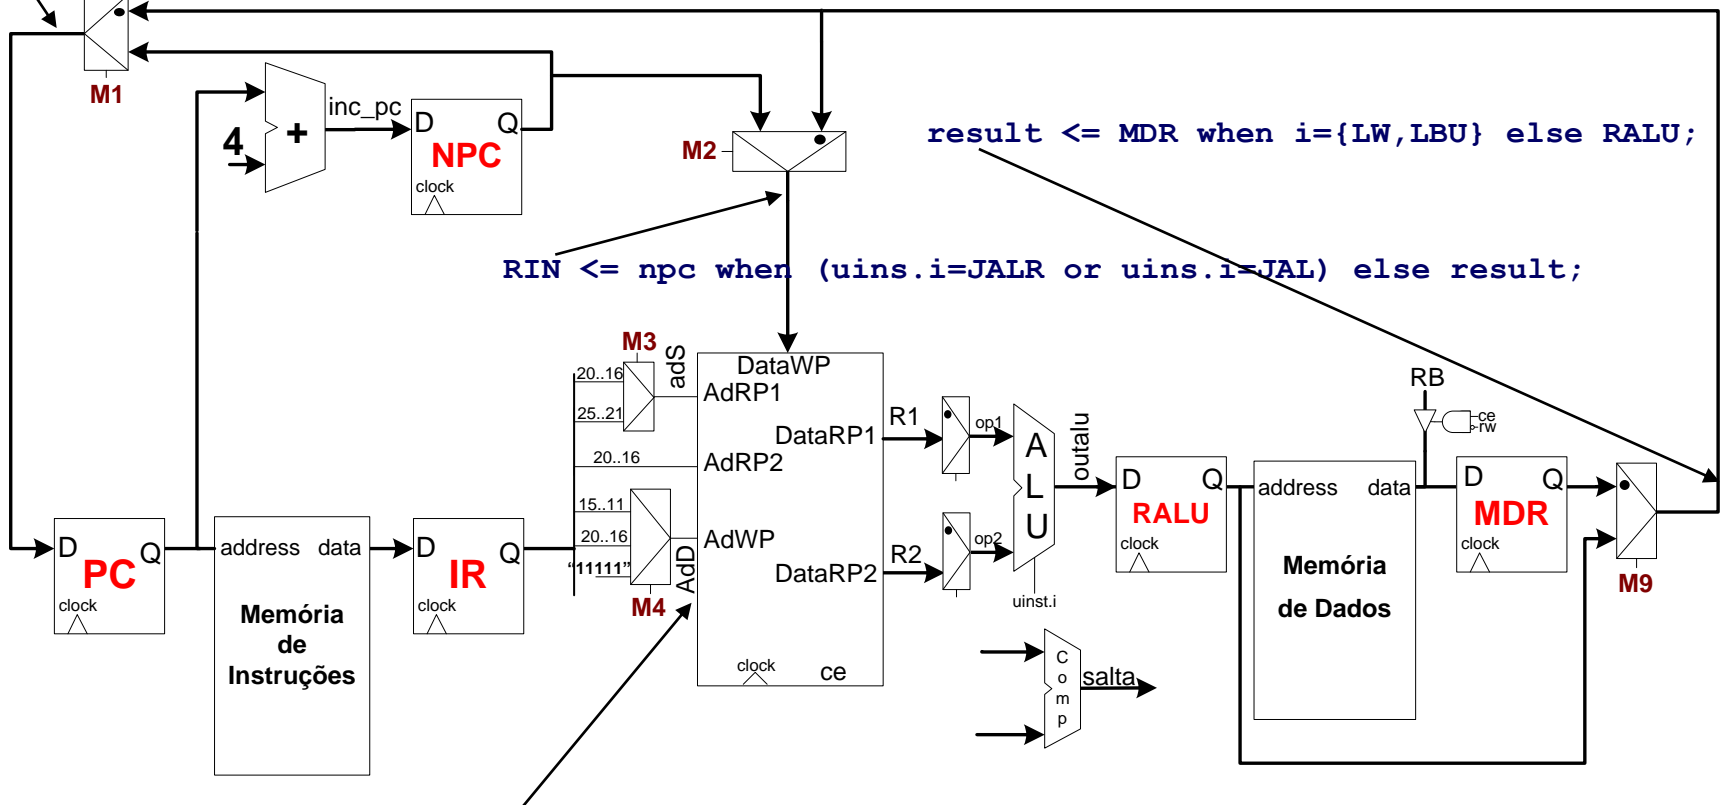 M1
inc_pc
4
+
D
Q
NPC
clock
M2
result <= MDR when i={LW,LBU} else RALU;
RIN <= npc when (uins.i=JALR or uins.i=JAL) else result;
M3
adS
20..16
25..21
20..16
15..11
20..16
"11111"
M4
AdD
DataWP
AdRP1
DataRP1
AdRP2
AdWP
DataRP2
clock
ce
R1
R2
op1
op2
ALU
uinst.i
outalu
Comp
salta
D
Q
PC
clock
address data
Memória
de
Instruções
D
Q
IR
clock
D
Q
RALU
clock
address data
Memória
de Dados
RB
ce
rw
D
Q
MDR
clock
M9